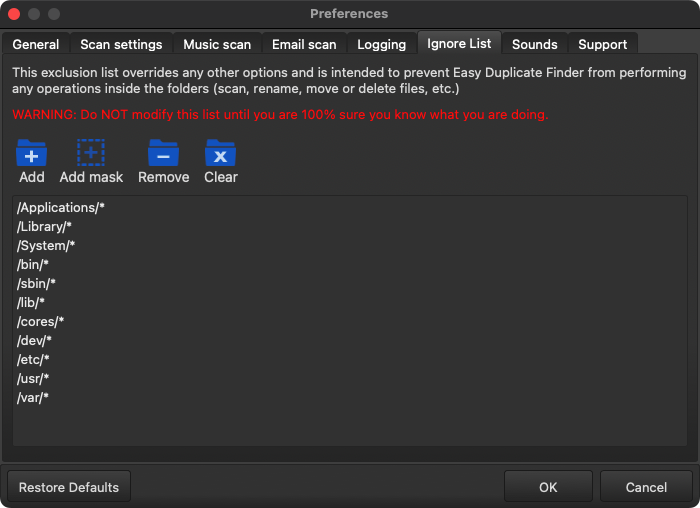 Preferences
General Scan settings Music scan Email scan Logging Ignore List Sounds Support
This exclusion list overrides any other options and is intended to prevent Easy Duplicate Finder from performing
any operations inside the folders (scan, rename, move or delete files, etc.)
WARNING: Do NOT modify this list until you are 100% sure you know what you are doing.
Add Add mask Remove Clear
/Applications/*
/Library/*
/System/*
/bin/*
/sbin/*
/lib/*
/cores/*
/dev/*
/etc/*
/usr/*
/var/*
Restore Defaults OK Cancel